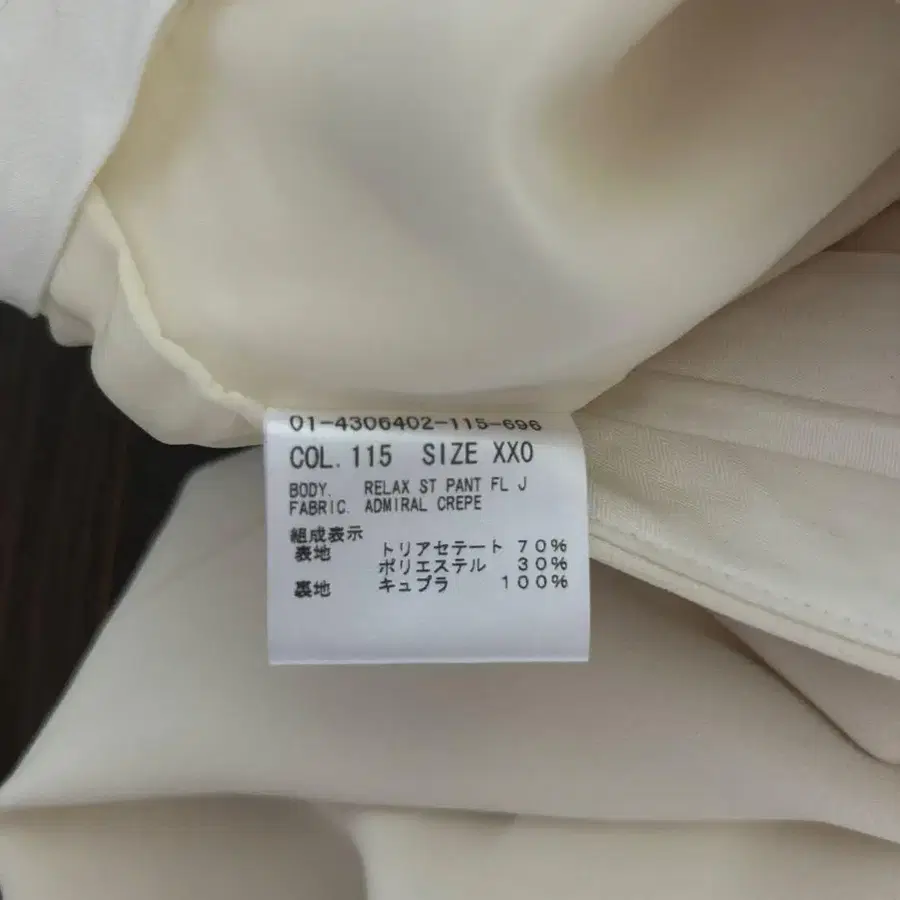 01-4306402-115-696
COL. 115 SIZE XX0
BODY. RELAX ST PANT FL J
FABRIC. ADMIRAL CREPE
組成表示
表地 トリアセテート 70%
ポリエステル 30%
裏地 キュプラ 100%